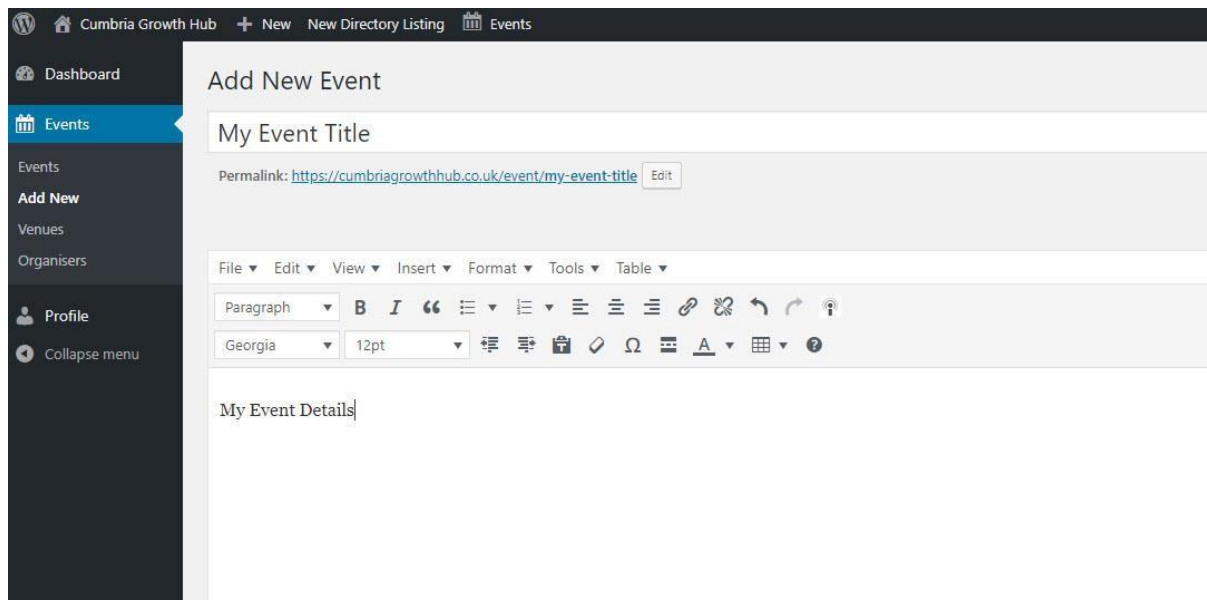 Cumbria Growth Hub + New New Directory Listing Events
Dashboard
Events
Events
Add New
Venues
Organisers
Profile
Collapse menu
Add New Event
My Event Title
Permalink: https://cumbriagrowthhub.co.uk/event/my-event-title Edit
File Edit View Insert Format Tools Table
Paragraph B I
Georgia 12pt Ω A
My Event Details